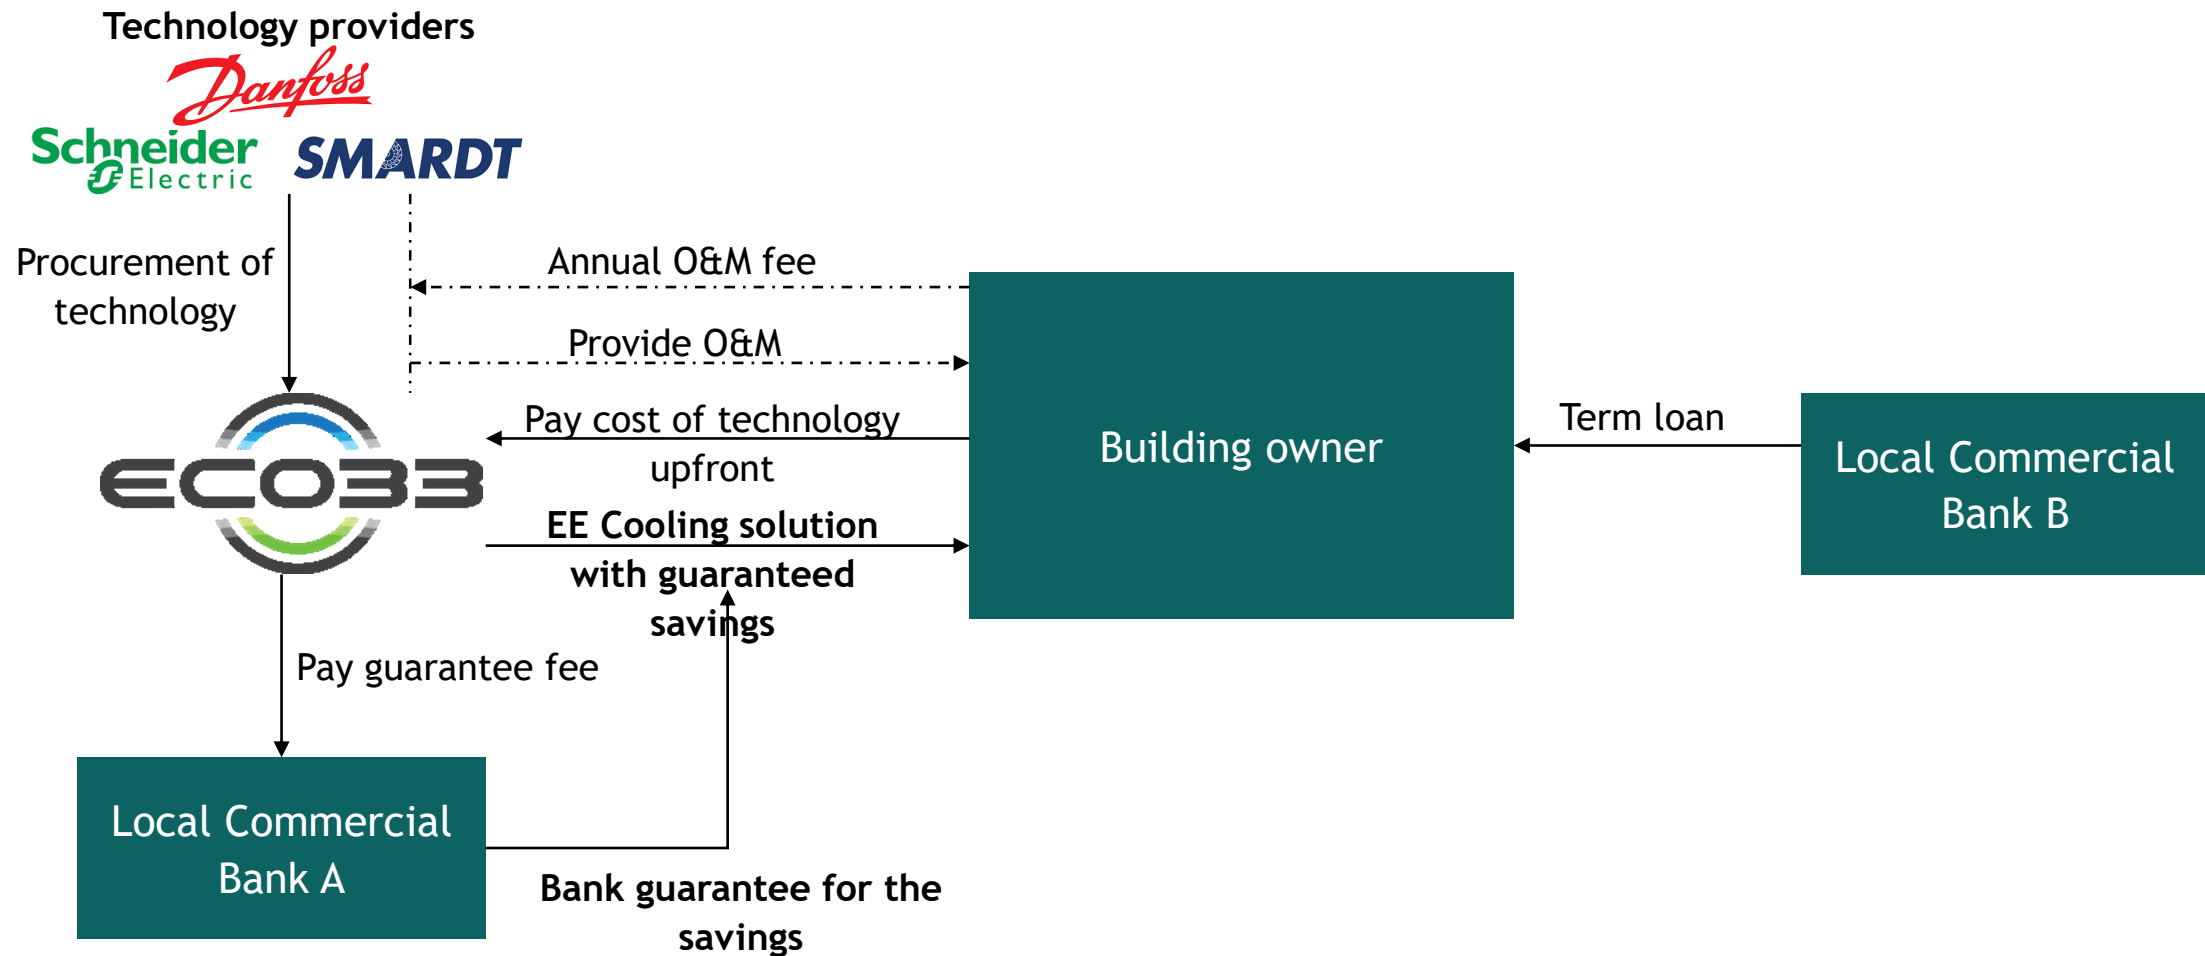 Technology providers
Danfoss
Schneider
Electric
SMARDT
Procurement of
technology
Annual O&M fee
Provide O&M
Pay cost of technology
upfront
EE Cooling solution
with guaranteed
savings
ECO33
Building owner
Term loan
Local Commercial
Bank B
Pay guarantee fee
Local Commercial
Bank A
Bank guarantee for the
savings